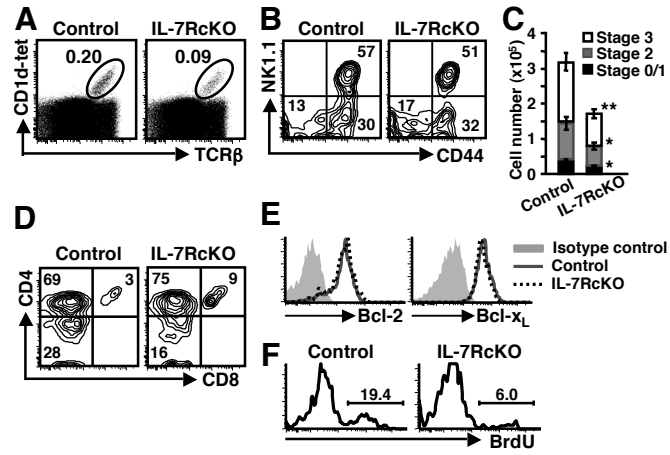 A
Control
IL-7RcKO
0.20
0.09
CD1d-tet
TCRβ
B
Control
IL-7RcKO
57
13
30
51
17
32
NK1.1
CD44
C
Stage 3
Stage 2
Stage 0/1
Cell number (x10⁵)
4
3
2
1
0
**
*
*
Control
IL-7RcKO
D
Control
IL-7RcKO
69
3
28
75
9
16
CD4
CD8
E
Bcl-2
Bcl-xL
Isotype control
Control
IL-7RcKO
F
Control
IL-7RcKO
19.4
6.0
BrdU